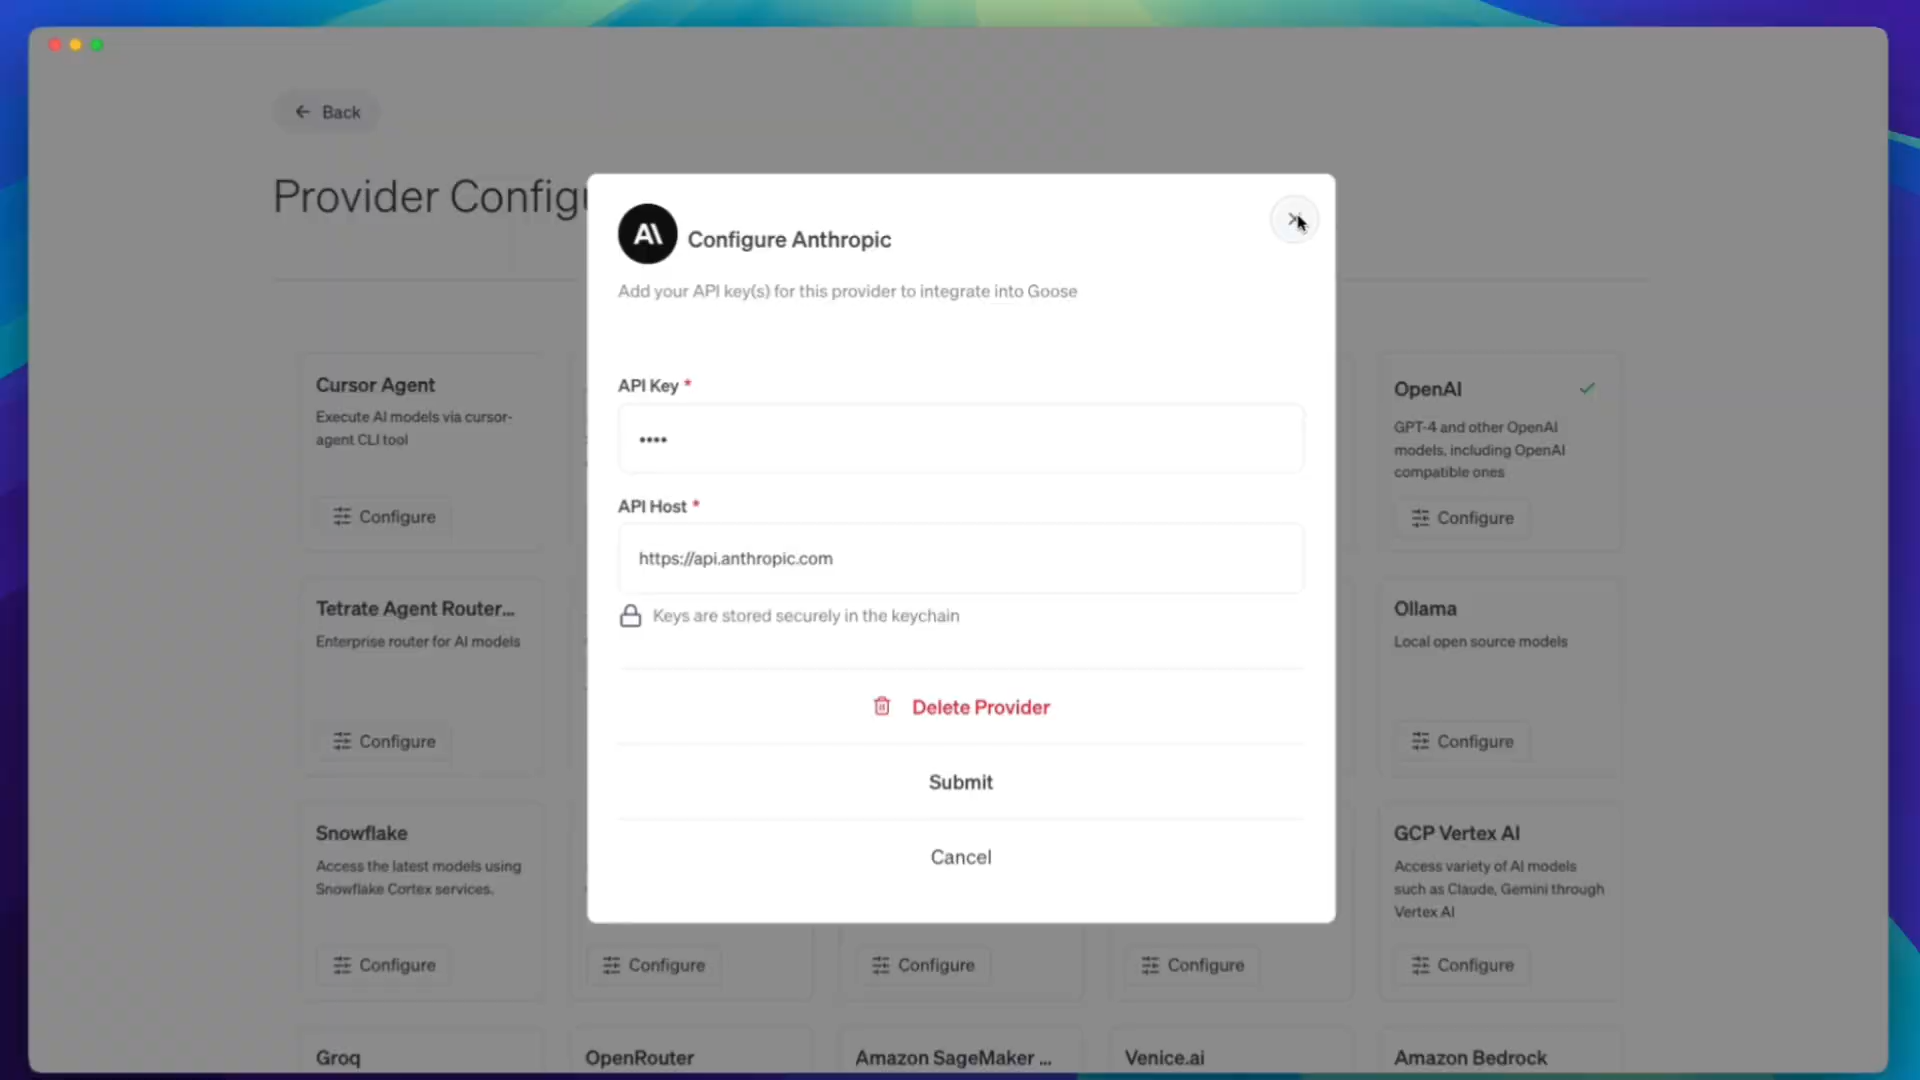 Back
Provider Config
Configure Anthropic
Add your API key(s) for this provider to integrate into Goose
API Key *
••••
API Host *
https://api.anthropic.com
Keys are stored securely in the keychain
Delete Provider
Submit
Cancel
Cursor Agent
Execute AI models via cursor-
agent CLI tool
Configure
OpenAI
GPT-4 and other OpenAI
models, including OpenAI
compatible ones
Configure
Tetrate Agent Router...
Enterprise router for AI models
Configure
Ollama
Local open source models
Configure
Snowflake
Access the latest models using
Snowflake Cortex services.
Configure
Configure
Configure
Configure
GCP Vertex AI
Access variety of AI models
such as Claude, Gemini through
Vertex AI
Configure
Groq
OpenRouter
Amazon SageMaker ...
Venice.ai
Amazon Bedrock